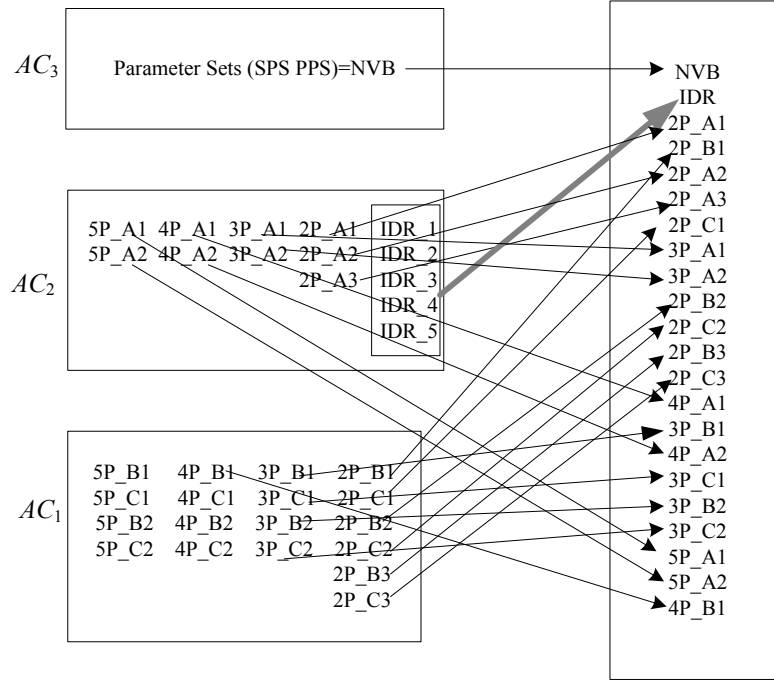 AC3
Parameter Sets (SPS PPS)=NVB
AC2
5P_A1 4P_A1 3P_A1 2P_A1 IDR_1
5P_A2 4P_A2 3P_A2 2P_A2 IDR_2
2P_A3 IDR_3
IDR_4
IDR_5
AC1
5P_B1 4P_B1 3P_B1 2P_B1
5P_C1 4P_C1 3P_C1 2P_C1
5P_B2 4P_B2 3P_B2 2P_B2
5P_C2 4P_C2 3P_C2 2P_C2
2P_B3
2P_C3
NVB
IDR
2P_A1
2P_B1
2P_A2
2P_A3
2P_C1
3P_A1
3P_A2
2P_B2
2P_C2
2P_B3
2P_C3
4P_A1
3P_B1
4P_A2
3P_C1
3P_B2
3P_C2
5P_A1
5P_A2
4P_B1